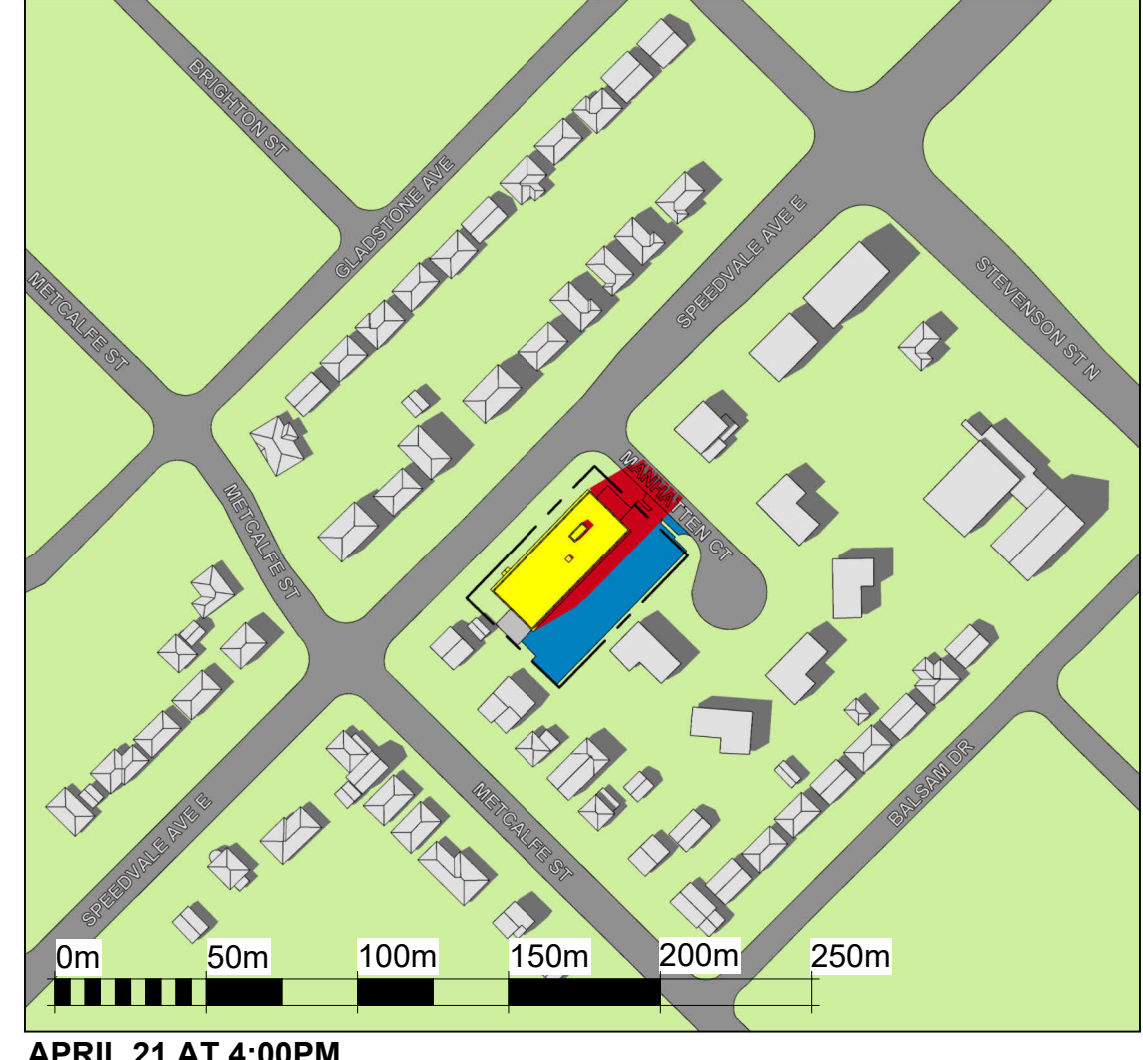 BRIGHTON ST
GLADSTONE AVE
METCALFE ST
SPEEDVALE AVE E
STEVENSON ST N
METCALFE ST
MANHATTEN CT
BALSAM DR
METCALFE ST
SPEEDVALE AVE E
0m 50m 100m 150m 200m 250m
APRIL 21 AT 4:00PM